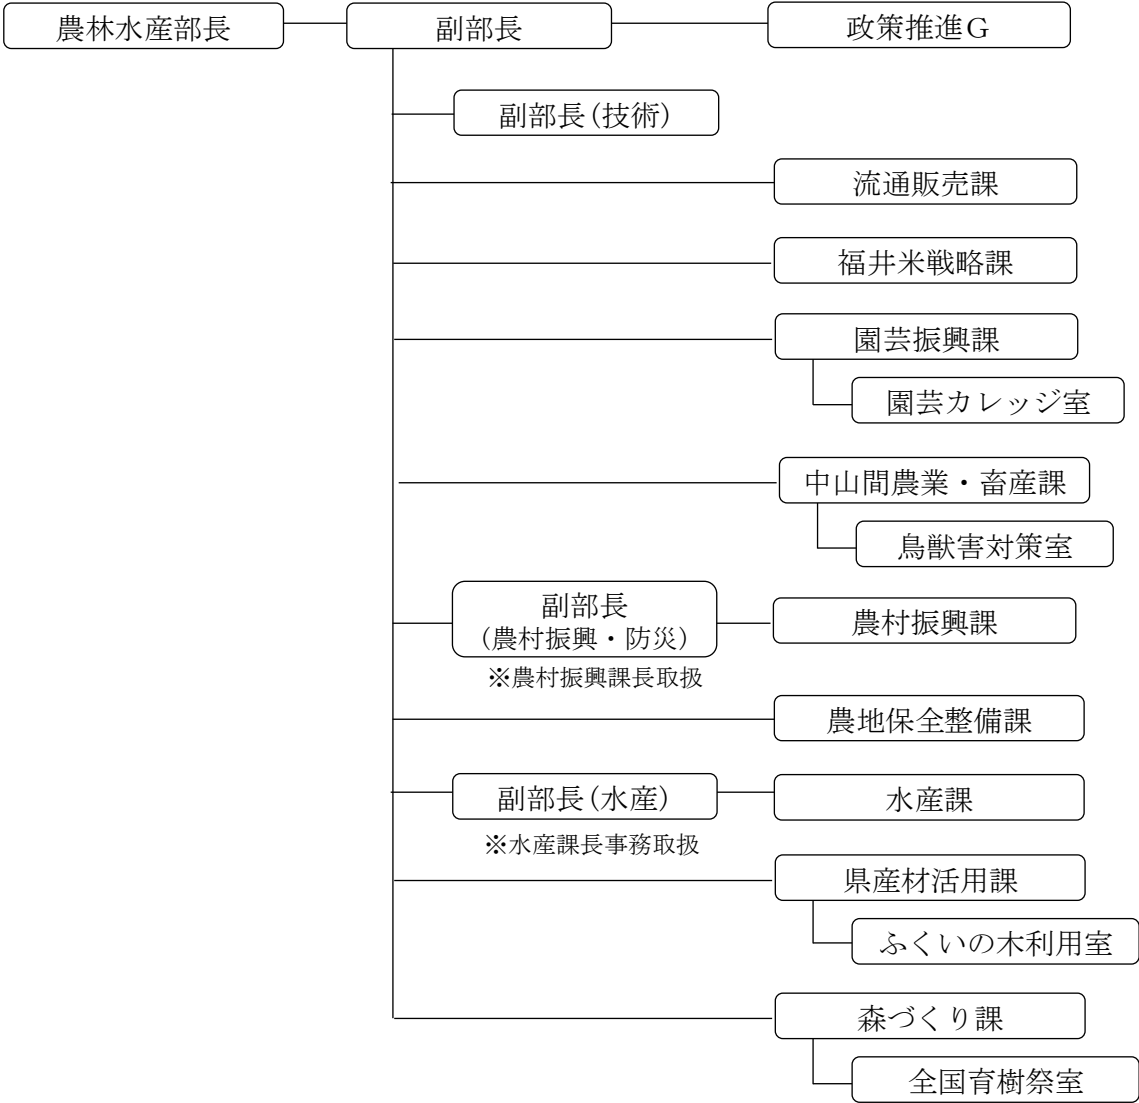 農林水産部長
副部長
政策推進G
副部長(技術)
流通販売課
福井米戦略課
園芸振興課
園芸カレッジ室
中山間農業・畜産課
鳥獣害対策室
副部長
(農村振興・防災)
農村振興課
※農村振興課長取扱
農地保全整備課
副部長(水産)
水産課
※水産課長事務取扱
県産材活用課
ふくいの木利用室
森づくり課
全国育樹祭室